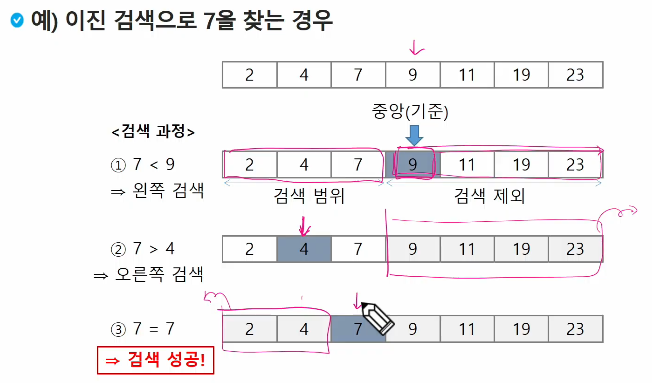 예) 이진 검색으로 7을 찾는 경우
2 4 7 9 11 19 23
중앙(기준)
<검색 과정>
① 7 < 9
2 4 7 9 11 19 23
⇒ 왼쪽 검색
검색 범위 검색 제외
② 7 > 4
2 4 7 9 11 19 23
⇒ 오른쪽 검색
③ 7 = 7
2 4 7 9 11 19 23
⇒ 검색 성공!